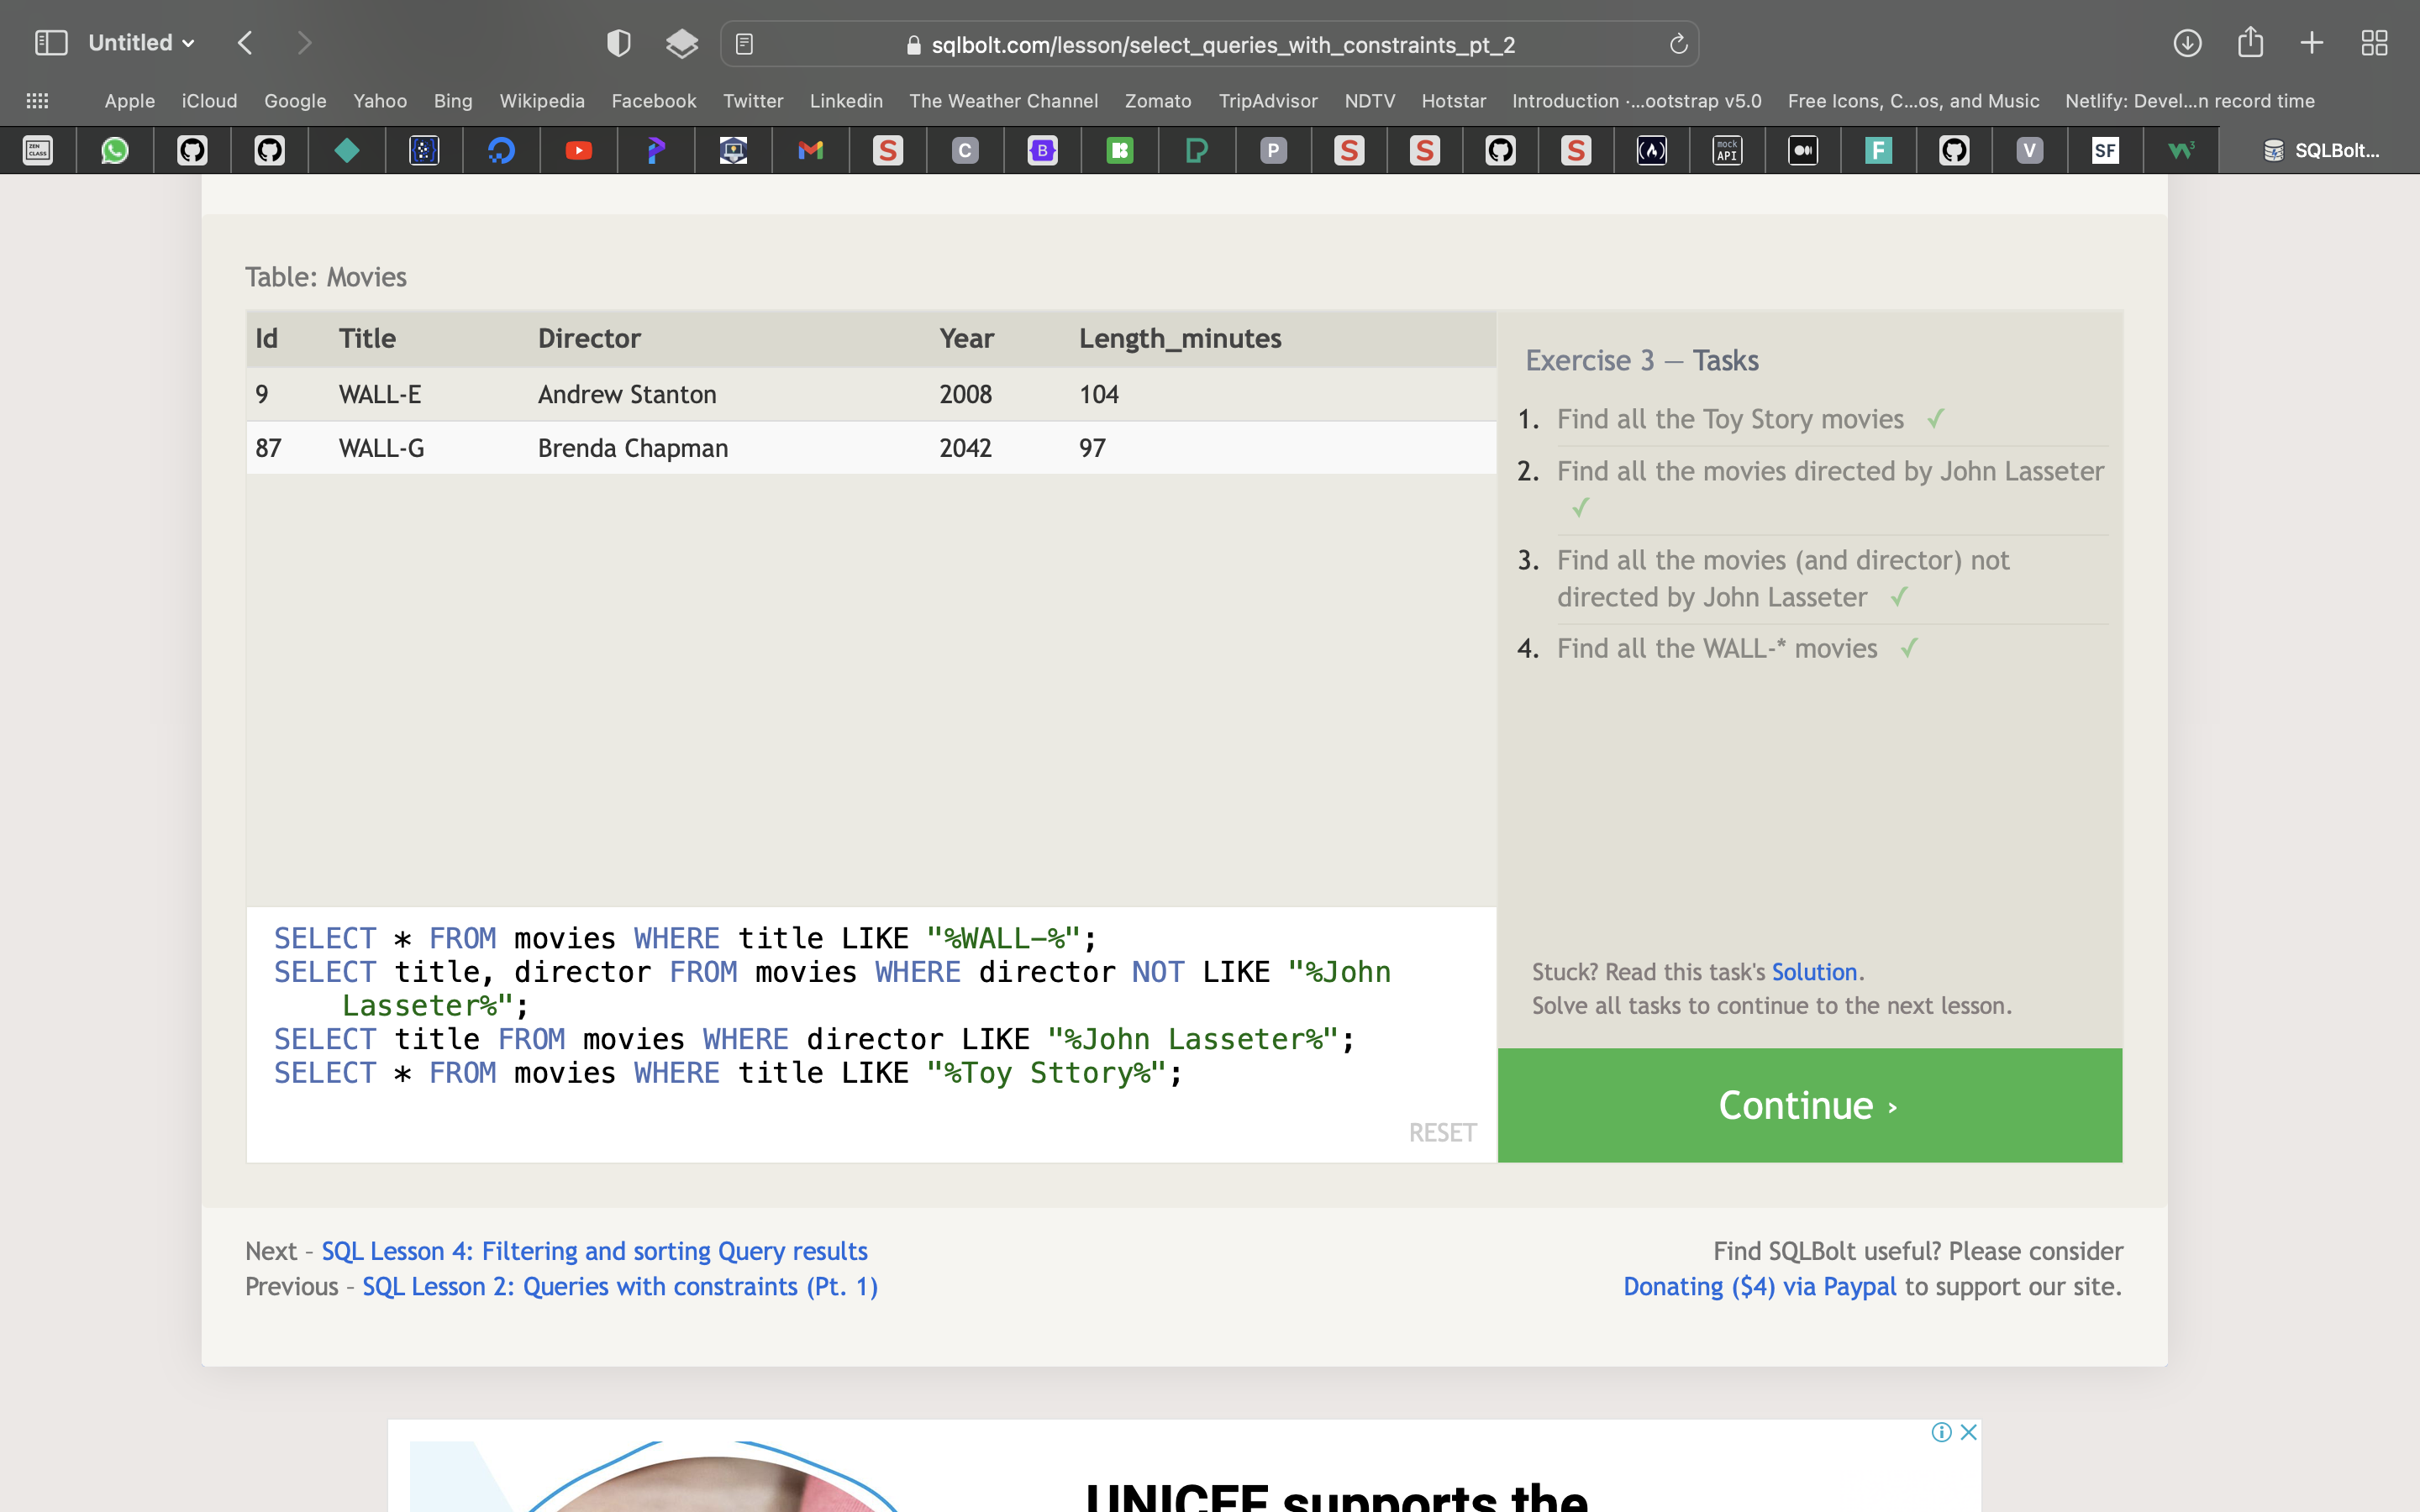 Untitled
sqlbolt.com/lesson/select_queries_with_constraints_pt_2
Apple iCloud Google Yahoo Bing Wikipedia Facebook Twitter Linkedin The Weather Channel Zomato TripAdvisor NDTV Hotstar Introduction ·...ootstrap v5.0 Free Icons, C...os, and Music Netlify: Devel...n record time
ZEN CLASS S C B P S S S mock API F V SF W3 SQLBolt...
Table: Movies
Id Title Director Year Length_minutes
9 WALL-E Andrew Stanton 2008 104
87 WALL-G Brenda Chapman 2042 97
Exercise 3 — Tasks
1. Find all the Toy Story movies ✓
2. Find all the movies directed by John Lasseter
✓
3. Find all the movies (and director) not
directed by John Lasseter ✓
4. Find all the WALL-* movies ✓
SELECT * FROM movies WHERE title LIKE "%WALL-%";
SELECT title, director FROM movies WHERE director NOT LIKE "%John
Lasseter%";
SELECT title FROM movies WHERE director LIKE "%John Lasseter%";
SELECT * FROM movies WHERE title LIKE "%Toy Sttory%";
RESET
Stuck? Read this task's Solution.
Solve all tasks to continue to the next lesson.
Continue ›
Next – SQL Lesson 4: Filtering and sorting Query results
Previous – SQL Lesson 2: Queries with constraints (Pt. 1)
Find SQLBolt useful? Please consider
Donating ($4) via Paypal to support our site.
UNICEF supports the